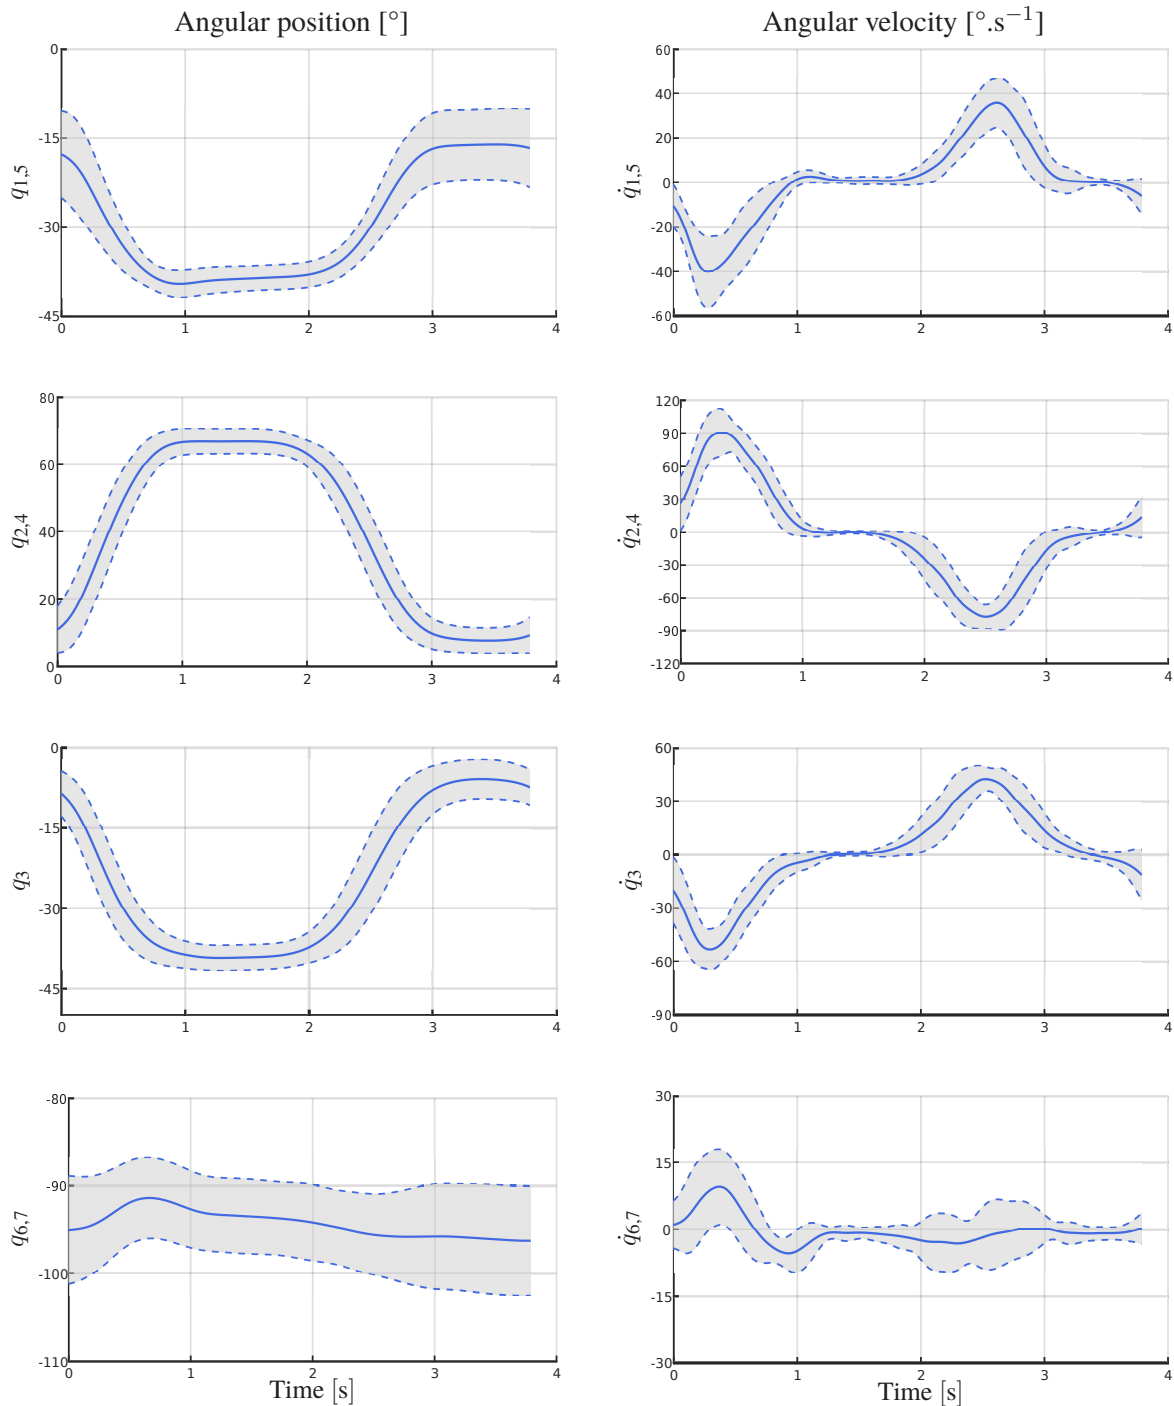 Angular position [°] Angular velocity [°.s⁻¹]
0 60
-15 40
-30 20
-45 0
-20
-40
-60
q₁,₅ q̇₁,₅
0 1 2 3 4 0 1 2 3 4
80 120
60 90
40 60
20 30
0 0
-30
-60
-90
-120
q₂,₄ q̇₂,₄
0 1 2 3 4 0 1 2 3 4
0 60
-15 30
-30 0
-45 -30
-60
-90
q₃ q̇₃
0 1 2 3 4 0 1 2 3 4
-80 30
-90 15
-100 0
-110 -15
-30
q₆,₇ q̇₆,₇
0 1 2 3 4 0 1 2 3 4
Time [s] Time [s]